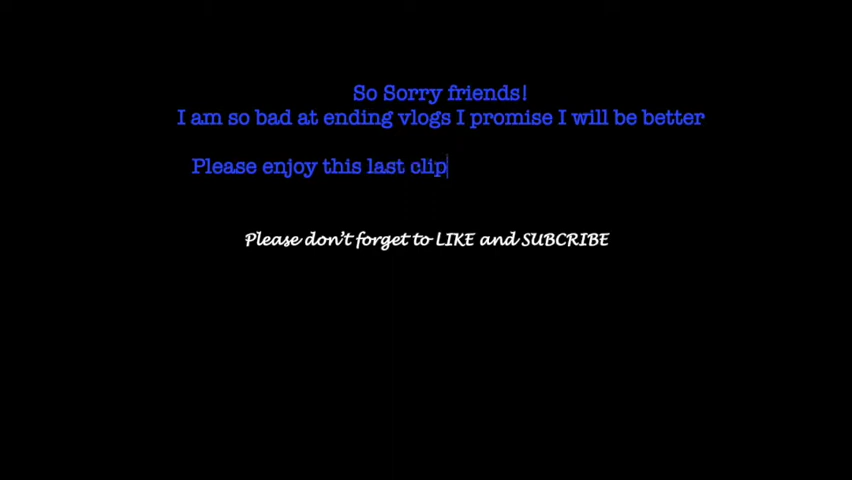 So Sorry friends!
I am so bad at ending vlogs I promise I will be better
Please enjoy this last clip
Please don't forget to LIKE and SUBCRIBE